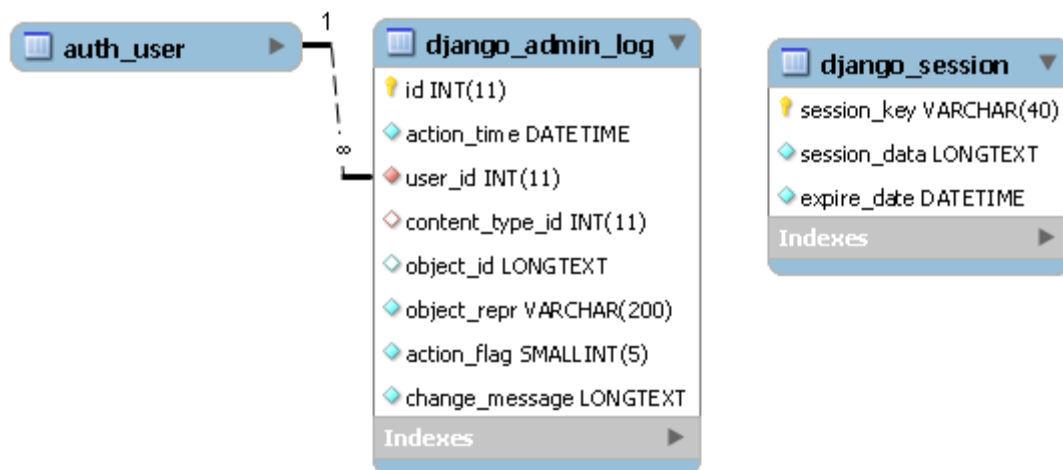 auth_user
1
∞
django_admin_log
id INT(11)
action_time DATETIME
user_id INT(11)
content_type_id INT(11)
object_id LONGTEXT
object_repr VARCHAR(200)
action_flag SMALLINT(5)
change_message LONGTEXT
Indexes
django_session
session_key VARCHAR(40)
session_data LONGTEXT
expire_date DATETIME
Indexes